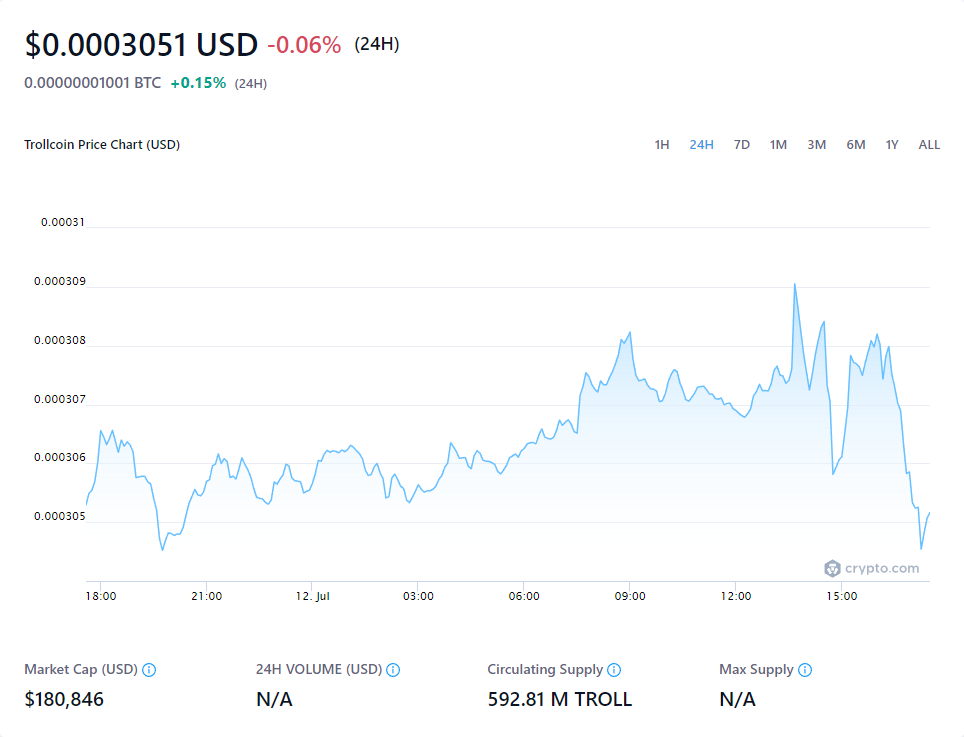 $0.0003051 USD -0.06% (24H)
0.00000001001 BTC +0.15% (24H)
Trollcoin Price Chart (USD) 1H 24H 7D 1M 3M 6M 1Y ALL
0.00031
0.000309
0.000308
0.000307
0.000306
0.000305
crypto.com
18:00 21:00 12. Jul 03:00 06:00 09:00 12:00 15:00
Market Cap (USD) 24H VOLUME (USD) Circulating Supply Max Supply
$180,846 N/A 592.81 M TROLL N/A